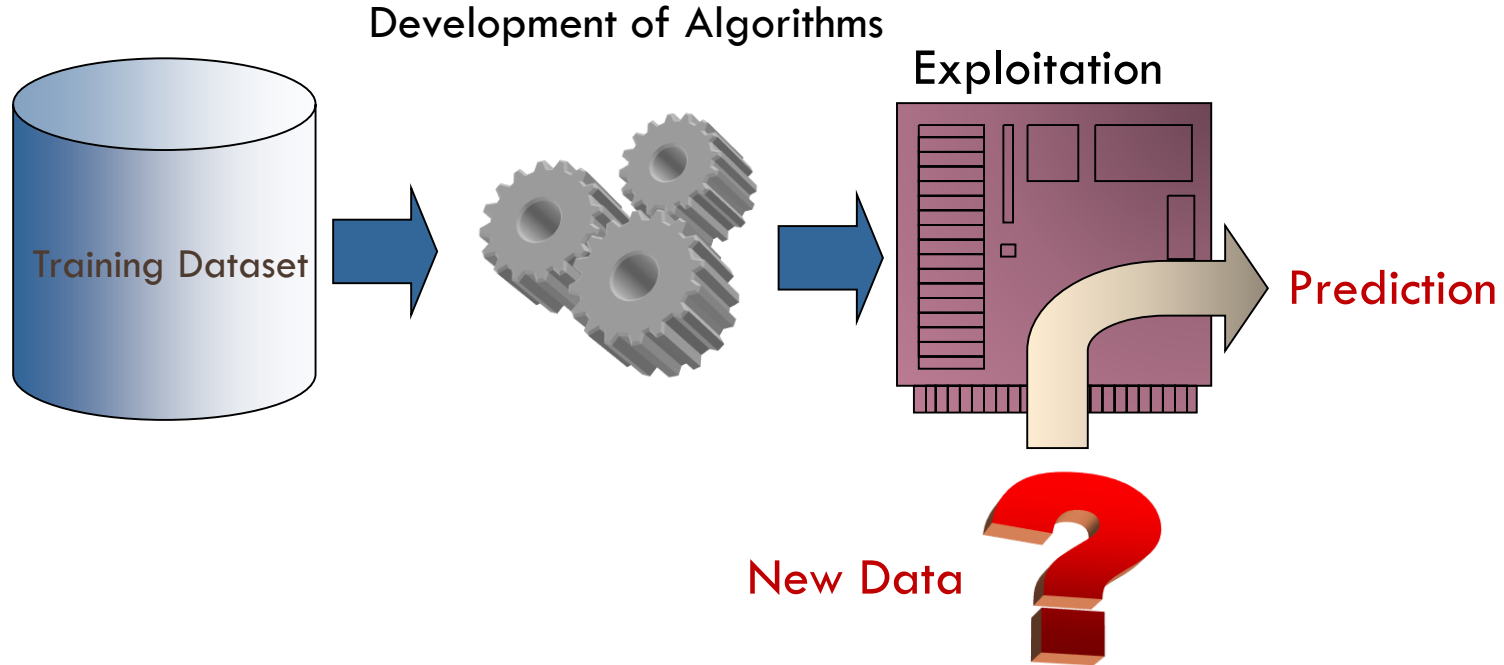 Development of Algorithms
Exploitation
Training Dataset
Prediction
New Data